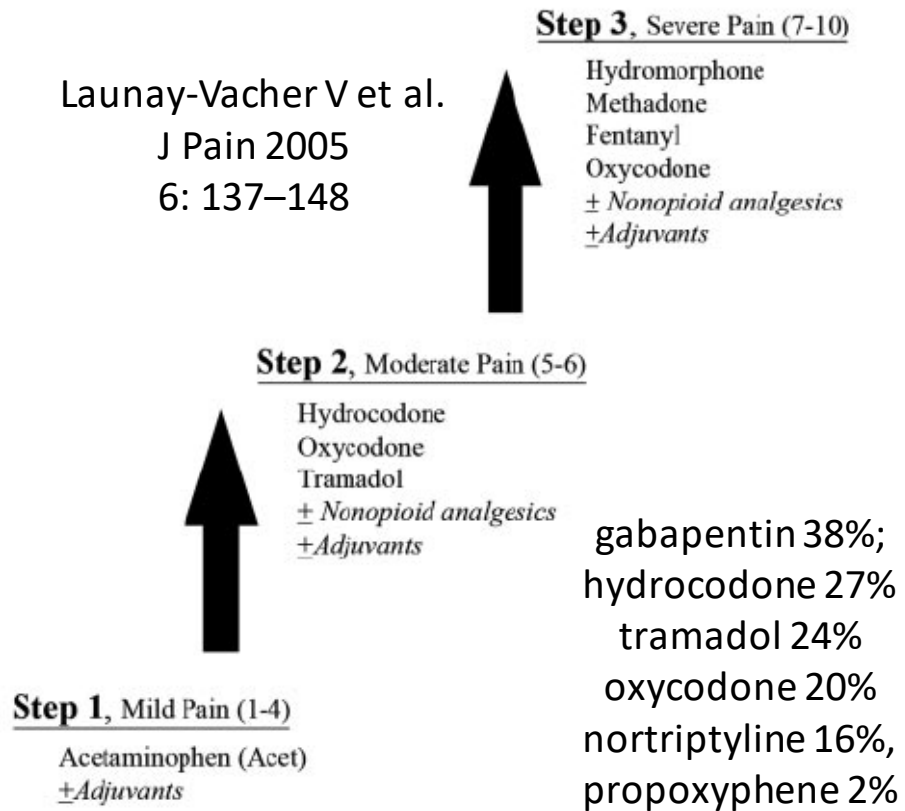 Step 3, Severe Pain (7-10)
Hydromorphone
Methadone
Fentanyl
Oxycodone
± Nonopioid analgesics
±Adjuvants
Launay-Vacher V et al.
J Pain 2005
6: 137–148
Step 2, Moderate Pain (5-6)
Hydrocodone
Oxycodone
Tramadol
± Nonopioid analgesics
±Adjuvants
gabapentin 38%;
hydrocodone 27%
tramadol 24%
oxycodone 20%
nortriptyline 16%,
propoxyphene 2%
Step 1, Mild Pain (1-4)
Acetaminophen (Acet)
±Adjuvants